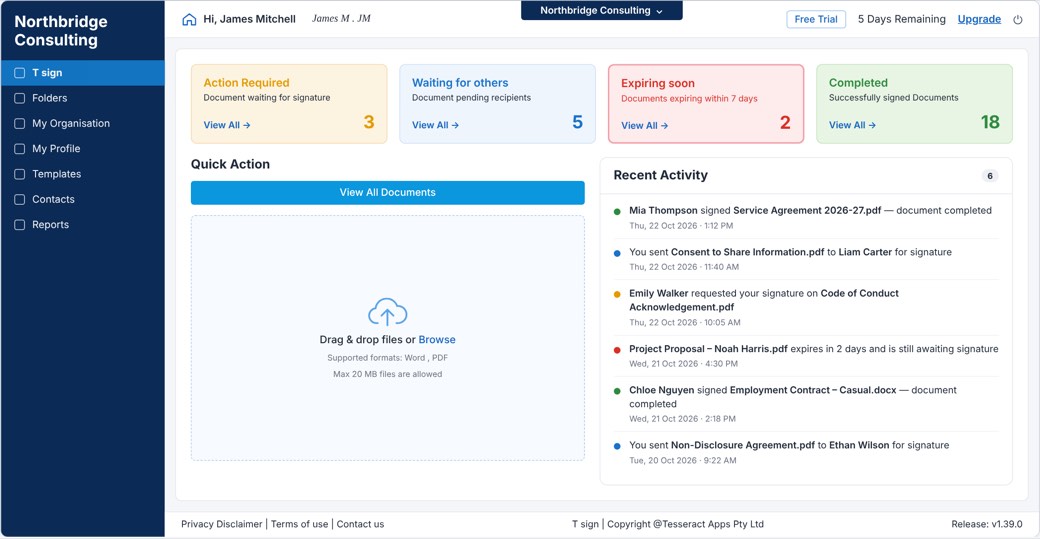 Northbridge
Consulting
T sign
Folders
My Organisation
My Profile
Templates
Contacts
Reports
Hi, James Mitchell
James M . JM
Northbridge Consulting
Free Trial
5 Days Remaining
Upgrade
Action Required
Document waiting for signature
View All →
3
Waiting for others
Document pending recipients
View All →
5
Expiring soon
Documents expiring within 7 days
View All →
2
Completed
Successfully signed Documents
View All →
18
Quick Action
View All Documents
Drag & drop files or Browse
Supported formats: Word , PDF
Max 20 MB files are allowed
Recent Activity
6
Mia Thompson signed Service Agreement 2026-27.pdf — document completed
Thu, 22 Oct 2026 · 1:12 PM
You sent Consent to Share Information.pdf to Liam Carter for signature
Thu, 22 Oct 2026 · 11:40 AM
Emily Walker requested your signature on Code of Conduct
Acknowledgement.pdf
Thu, 22 Oct 2026 · 10:05 AM
Project Proposal – Noah Harris.pdf expires in 2 days and is still awaiting signature
Wed, 21 Oct 2026 · 4:30 PM
Chloe Nguyen signed Employment Contract – Casual.docx — document
completed
Wed, 21 Oct 2026 · 2:18 PM
You sent Non-Disclosure Agreement.pdf to Ethan Wilson for signature
Tue, 20 Oct 2026 · 9:22 AM
Privacy Disclaimer | Terms of use | Contact us
T sign | Copyright @Tesseract Apps Pty Ltd
Release: v1.39.0